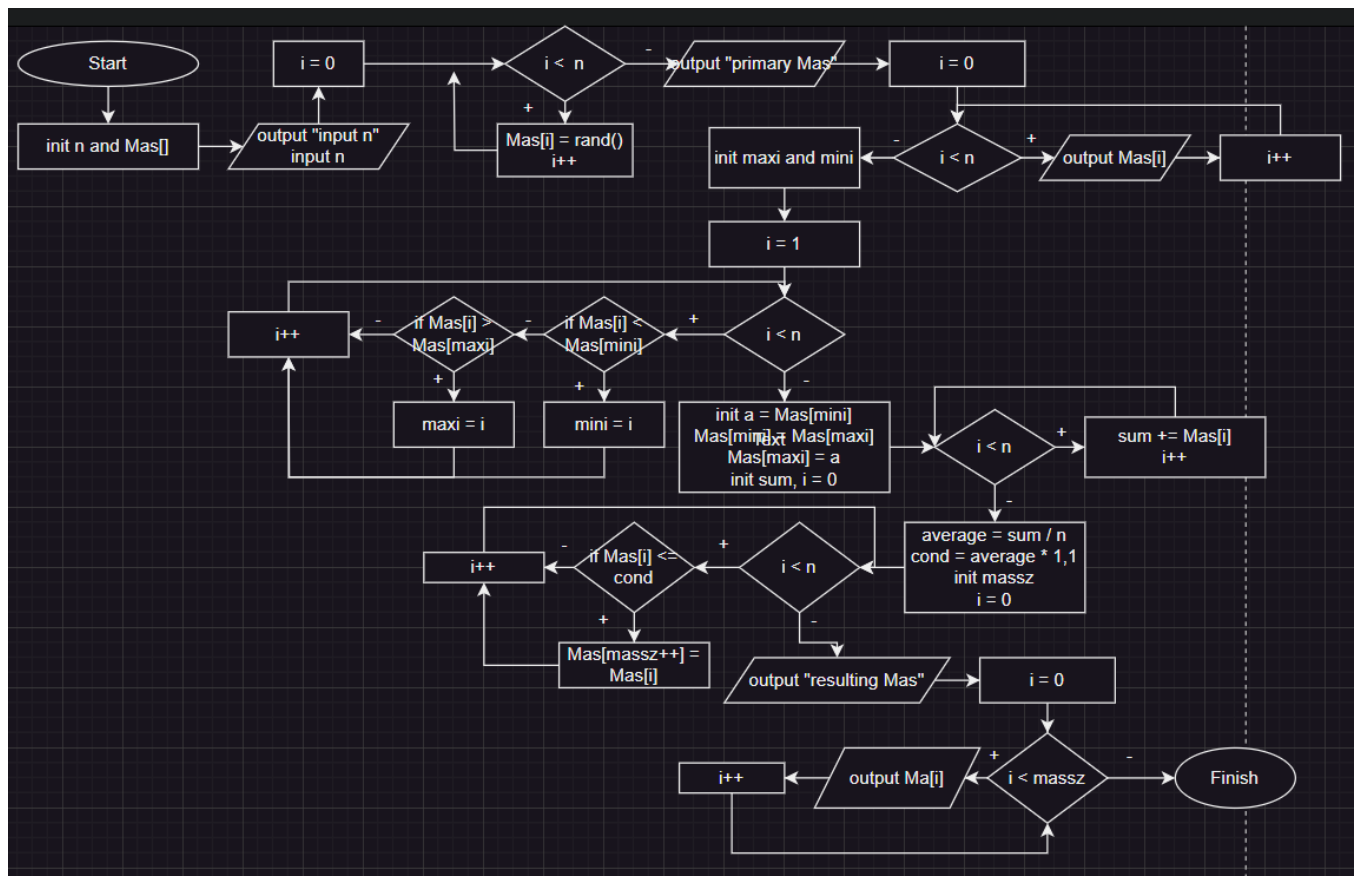 Start
init n and Mas[]
output "input n"
input n
i = 0
i < n
-
+
Mas[i] = rand()
i++
output "primary Mas"
i = 0
i < n
-
+
output Mas[i]
i++
init maxi and mini
i = 1
i < n
+
-
if Mas[i] <
Mas[mini]
-
+
mini = i
if Mas[i] >
Mas[maxi]
-
+
maxi = i
i++
init a = Mas[mini]
Mas[mini] = Mas[maxi]
Text
Mas[maxi] = a
init sum, i = 0
i < n
+
-
sum += Mas[i]
i++
average = sum / n
cond = average * 1,1
init massz
i = 0
i < n
+
-
if Mas[i] <=
cond
-
+
i++
Mas[massz++] =
Mas[i]
output "resulting Mas"
i = 0
i < massz
+
-
output Ma[i]
i++
Finish